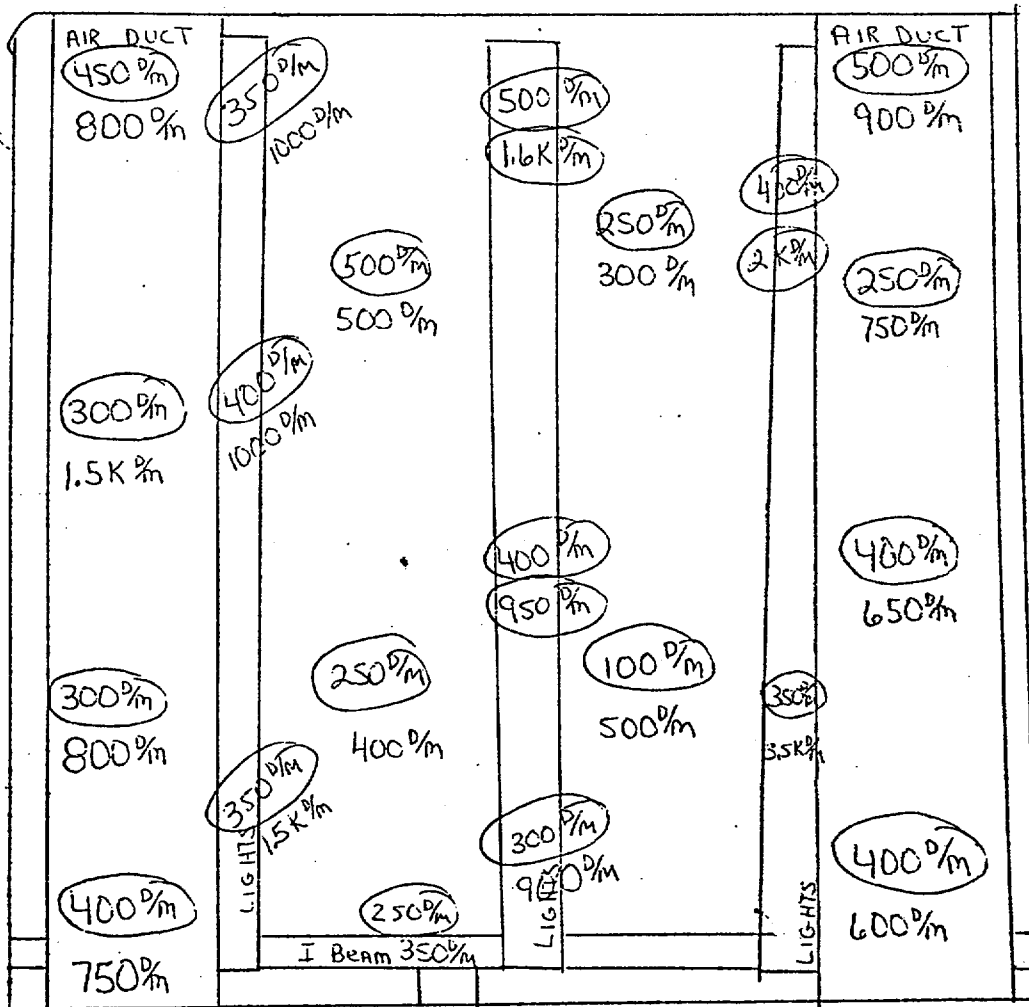 AIR DUCT
450 D/m
800 D/m
350 D/m
1000 D/m
500 D/m
1.6K D/m
AIR DUCT
500 D/m
900 D/m
400 D/m
2 K D/m
250 D/m
300 D/m
500 D/m
500 D/m
250 D/m
750 D/m
400 D/m
1000 D/m
300 D/m
1.5K D/m
400 D/m
950 D/m
400 D/m
650 D/m
250 D/m
400 D/m
100 D/m
500 D/m
300 D/m
800 D/m
350 D/m
3.5K D/m
350 D/m
1.5K D/m
LIGHTS
300 D/m
D/m
LIGHTS
400 D/m
600 D/m
LIGHTS
400 D/m
750 D/m
250 D/m
I BEAM 350 D/m